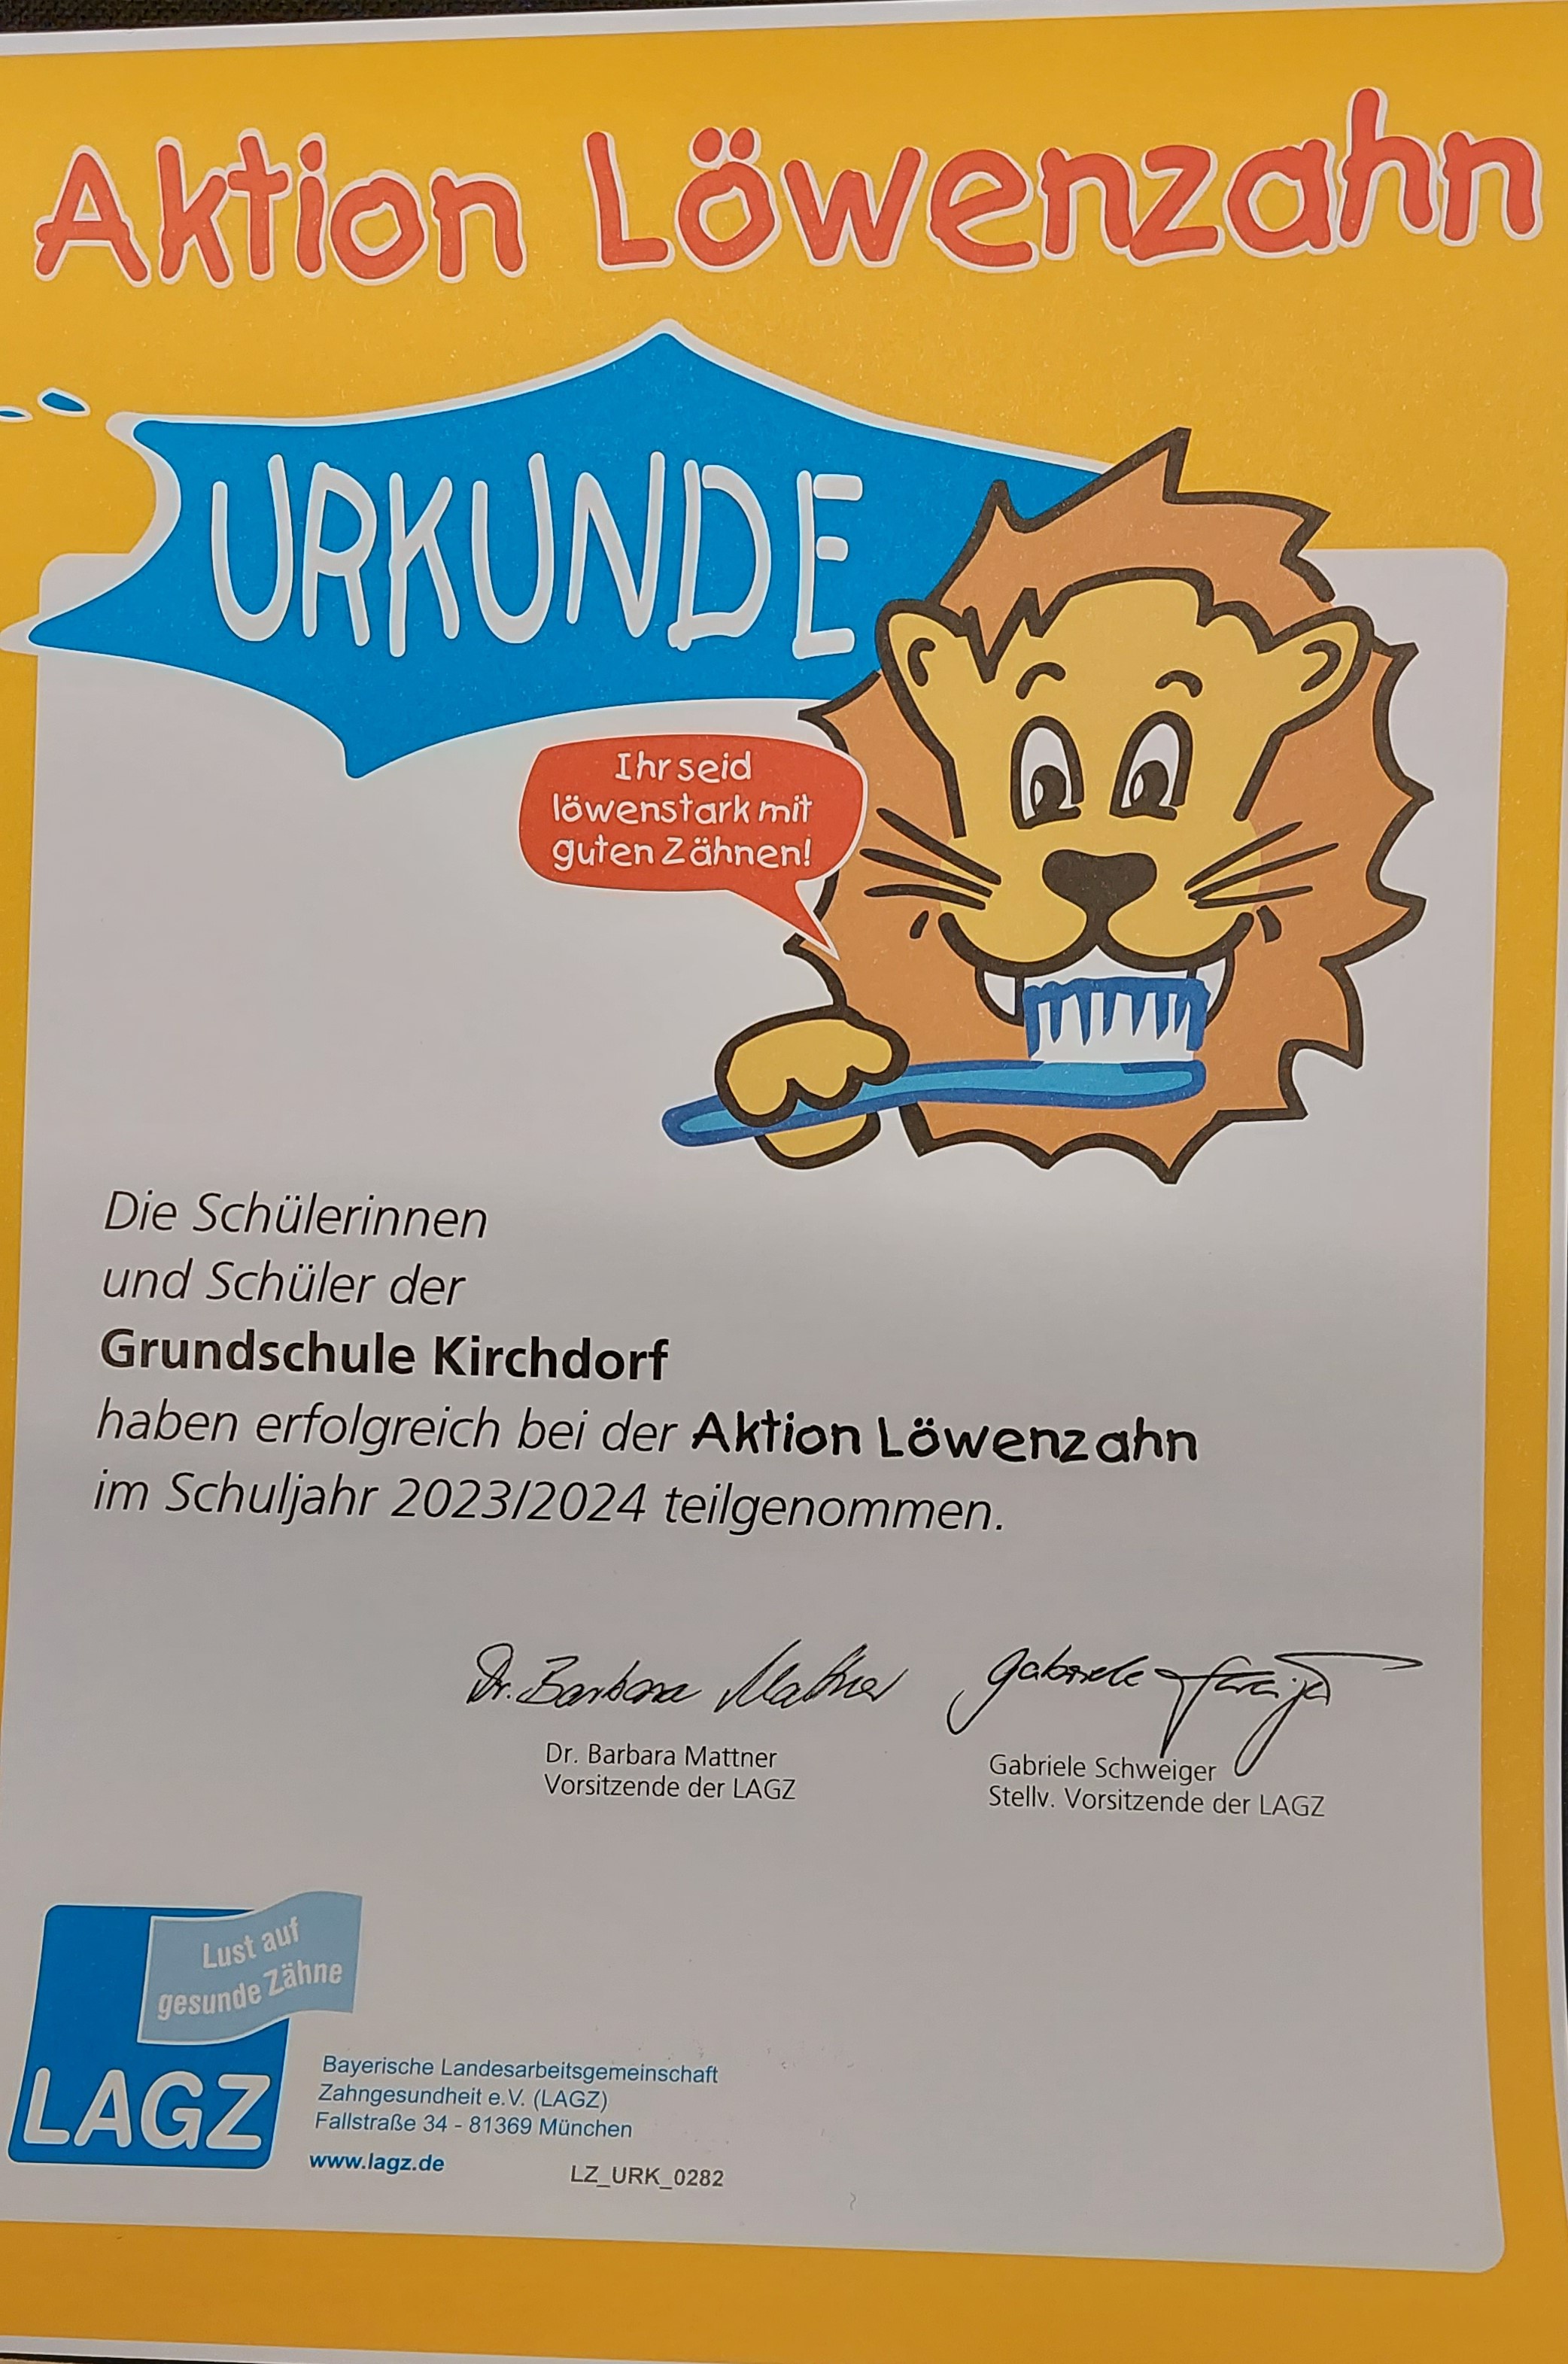 Aktion Löwenzahn
URKUNDE
Ihr seid
löwenstark mit
guten Zähnen!
Die Schülerinnen
und Schüler der
Grundschule Kirchdorf
haben erfolgreich bei der Aktion Löwenzahn
im Schuljahr 2023/2024 teilgenommen.
Dr. Barbara Mattner
Dr. Barbara Mattner
Vorsitzende der LAGZ
Gabriele
Gabriele Schweiger
Stellv. Vorsitzende der LAGZ
Lust auf
gesunde Zähne
LAGZ
Bayerische Landesarbeitsgemeinschaft
Zahngesundheit e.V. (LAGZ)
Fallstraße 34 - 81369 München
www.lagz.de
LZ_URK_0282